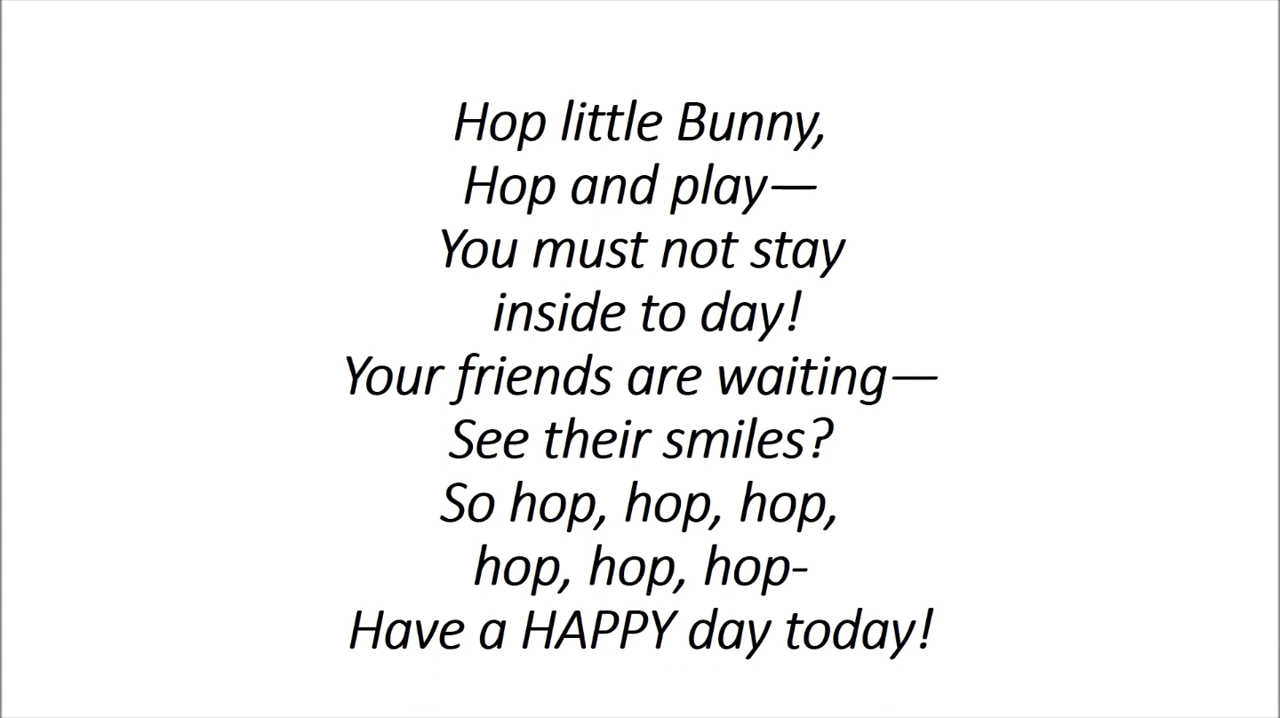 Hop little Bunny,
Hop and play—
You must not stay
inside to day!
Your friends are waiting—
See their smiles?
So hop, hop, hop,
hop, hop, hop-
Have a HAPPY day today!